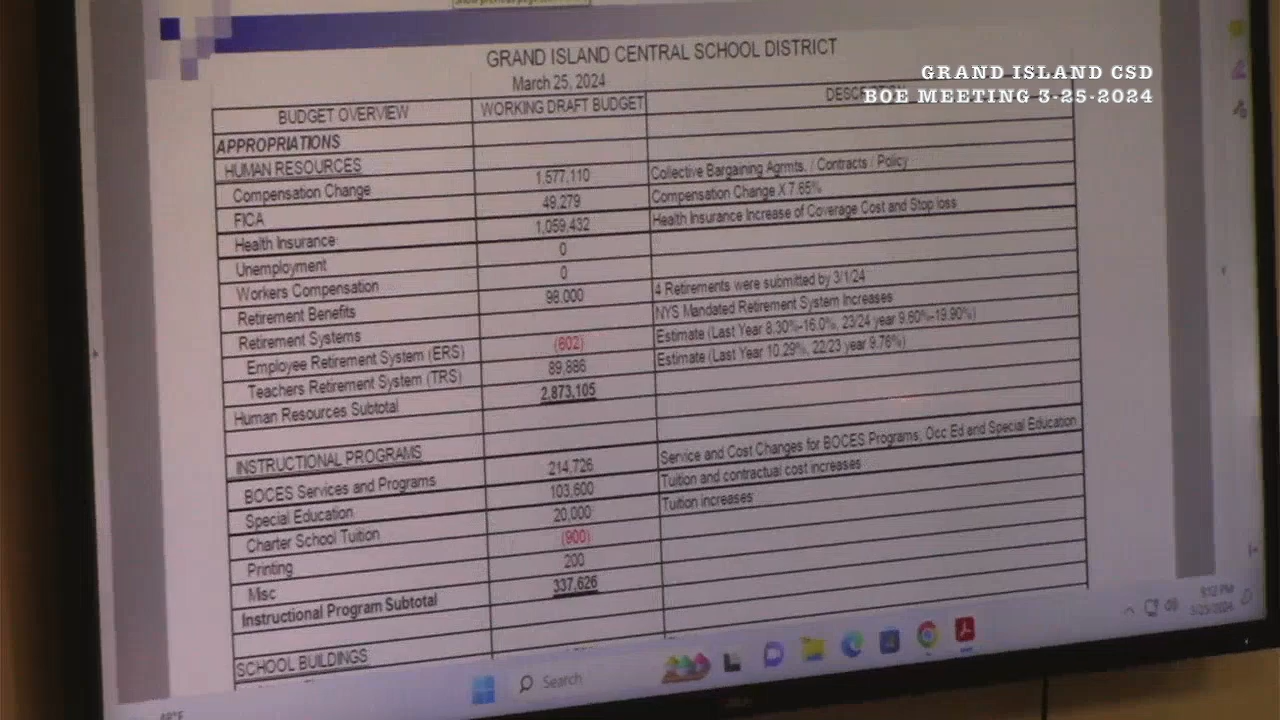 GRAND ISLAND CENTRAL SCHOOL DISTRICT
March 25, 2024
GRAND ISLAND CSD
BOE MEETING 3-25-2024
BUDGET OVERVIEW WORKING DRAFT BUDGET
APPROPRIATIONS
HUMAN RESOURCES
Compensation Change 1,577,110 Collective Bargaining Agrmts. / Contracts / Policy
FICA 49,279 Compensation Change X 7.65%
Health Insurance 1,059,432 Health Insurance Increase of Coverage Cost and Stop loss
Unemployment 0
Workers Compensation 0
Retirement Benefits 98,000 4 Retirements were submitted by 3/1/24
Retirement Systems NYS Mandated Retirement System Increases
Employee Retirement System (ERS) (602) Estimate (Last Year 8.30%-16.0%, 23/24 year 9.60%-19.90%)
Teachers Retirement System (TRS) 89,886 Estimate (Last Year 10.29%, 22/23 year 9.76%)
Human Resources Subtotal 2,873,105
INSTRUCTIONAL PROGRAMS
BOCES Services and Programs 214,726 Service and Cost Changes for BOCES Programs; Occ Ed and Special Education
Special Education 103,600 Tuition and contractual cost increases
Charter School Tuition 20,000 Tuition increases
Printing (900)
Misc 200
Instructional Program Subtotal 337,626
SCHOOL BUILDINGS
Search
9:12 PM
3/25/2024